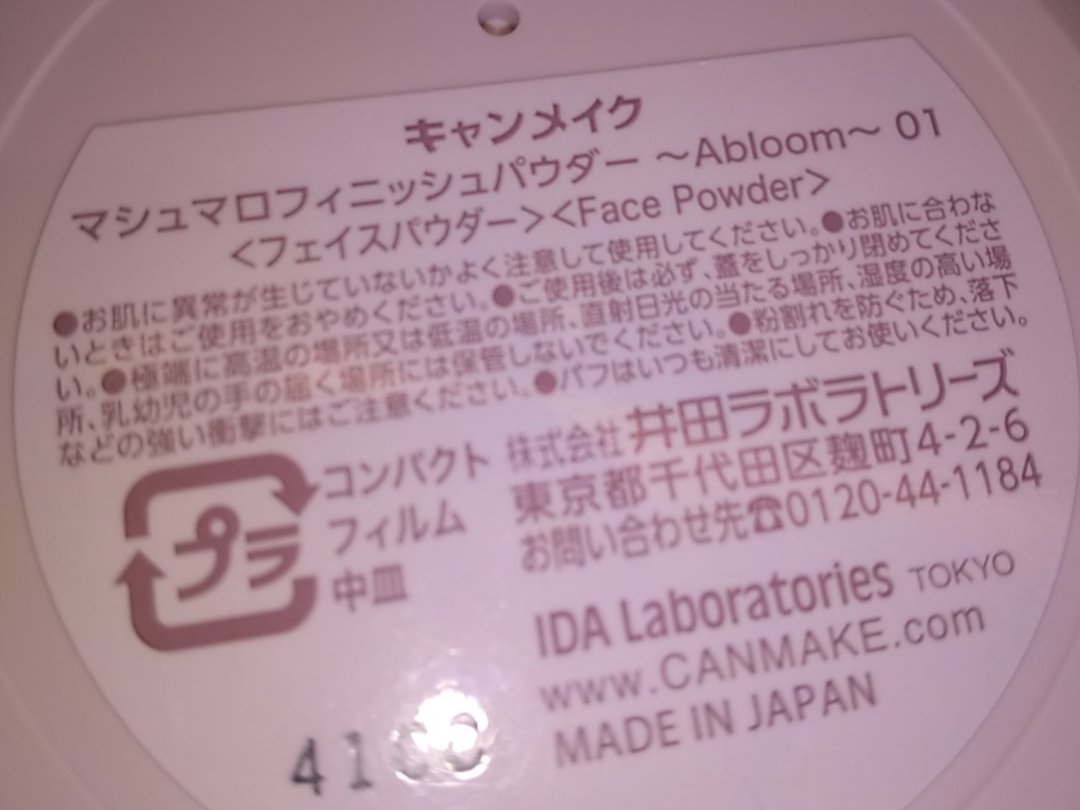 キャンメイク
マシュマロフィニッシュパウダー ～Abloom～ 01
<フェイスパウダー><Face Powder>
●お肌に異常が生じていないかよく注意して使用してください。●お肌に合わな
いときはご使用をおやめください。●ご使用後は必ず、蓋をしっかり閉めてくださ
い。●極端に高温の場所又は低温の場所、直射日光の当たる場所、湿度の高い場
所、乳幼児の手の届く場所には保管しないでください。●粉割れを防ぐため、落下
などの強い衝撃にはご注意ください。●パフはいつも清潔にしてお使いください。
プラ
コンパクト
フィルム
中皿
株式会社井田ラボラトリーズ
東京都千代田区麹町4-2-6
お問い合わせ先☎0120-44-1184
IDA Laboratories TOKYO
www.CANMAKE.com
MADE IN JAPAN